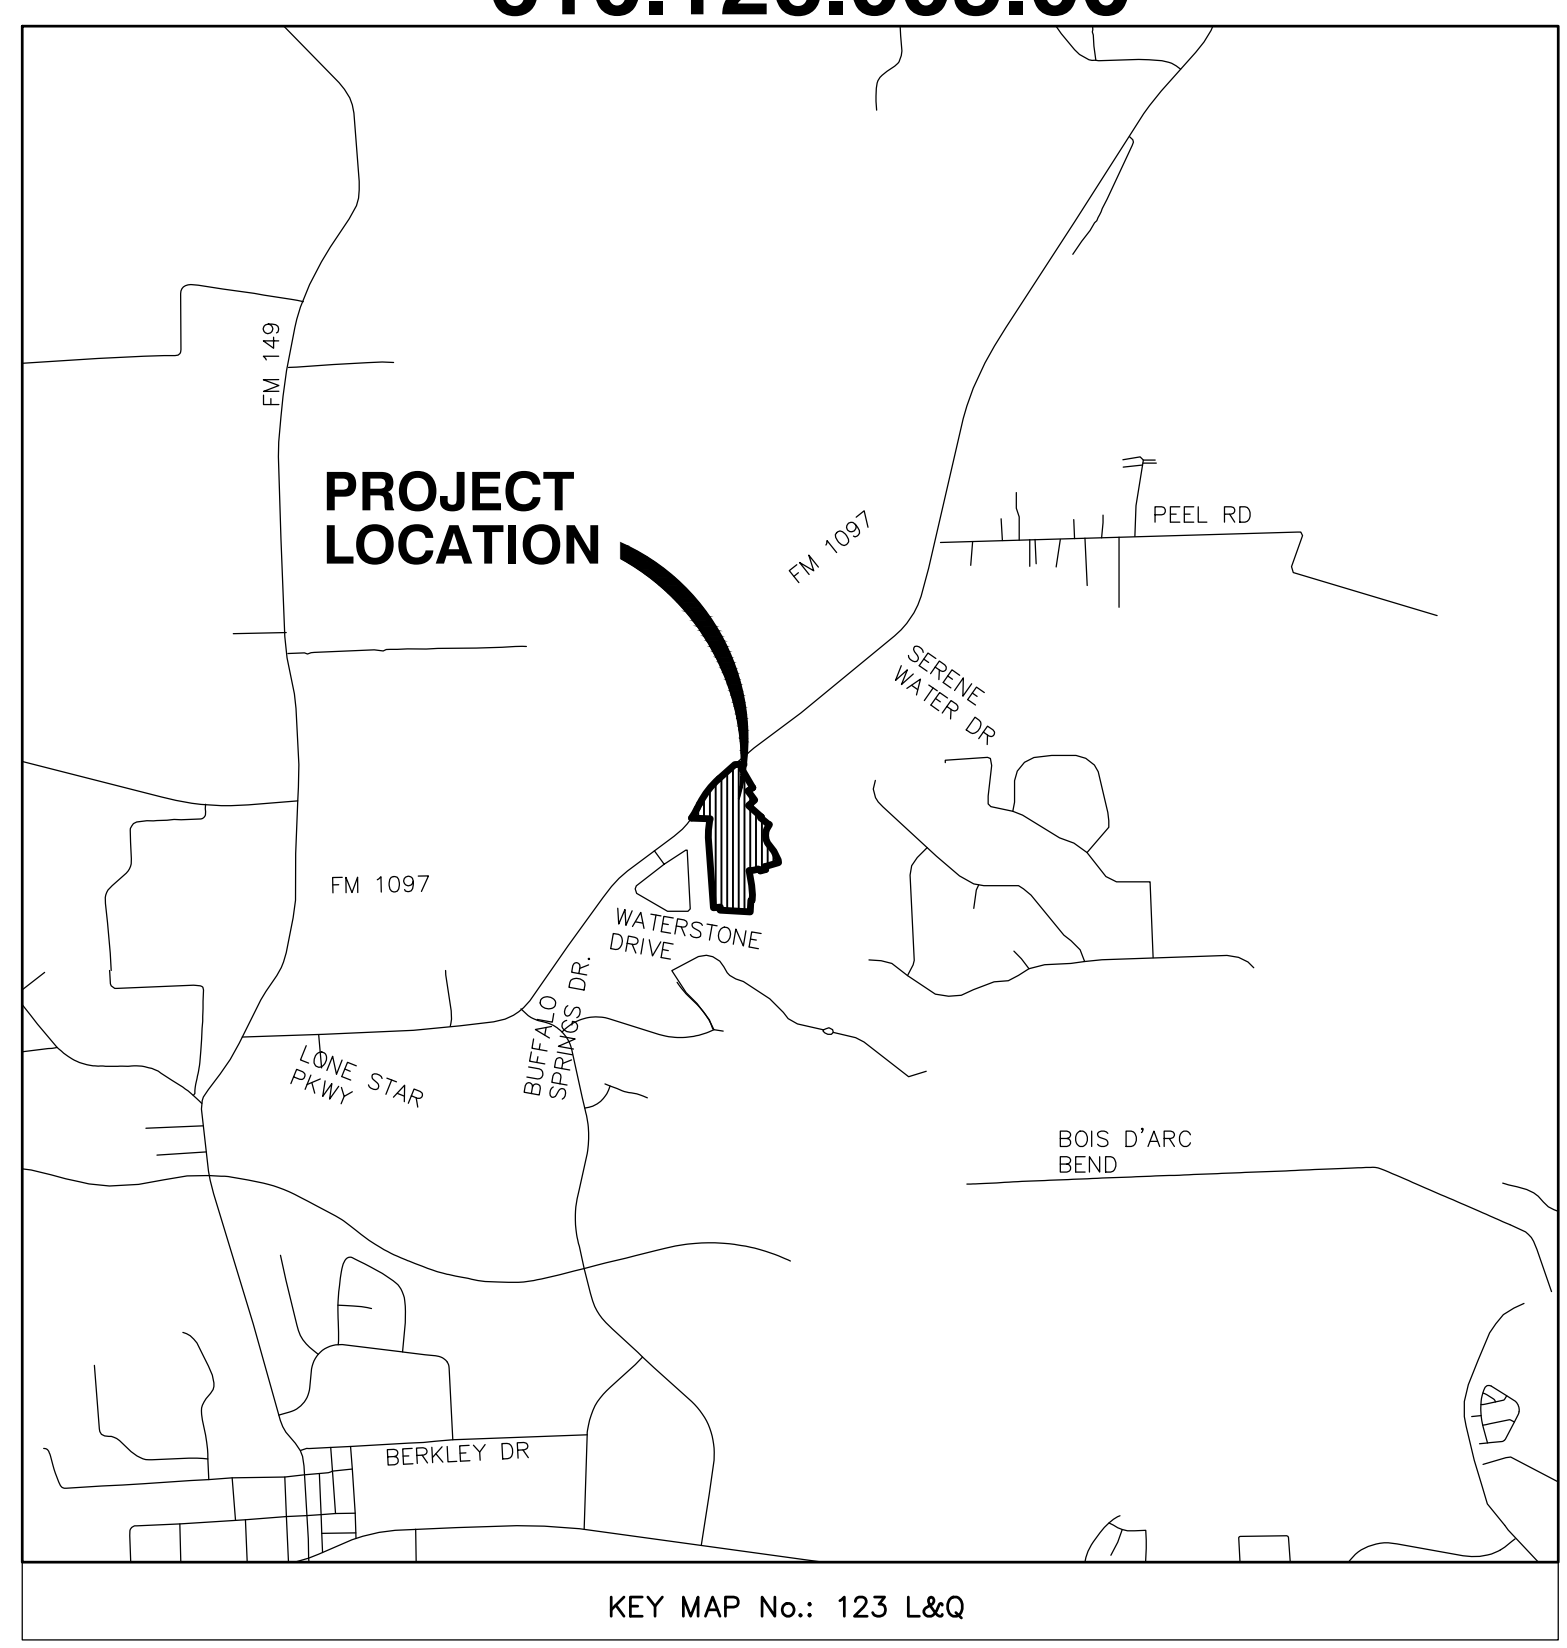 FM 149
PROJECT
LOCATION
FM 1097
PEEL RD
SERENE
WATER DR
FM 1097
WATERSTONE
DRIVE
BUFFALO
SPRINGS DR.
LONE STAR
PKWY
BOIS D'ARC
BEND
BERKLEY DR
KEY MAP No.: 123 L&Q